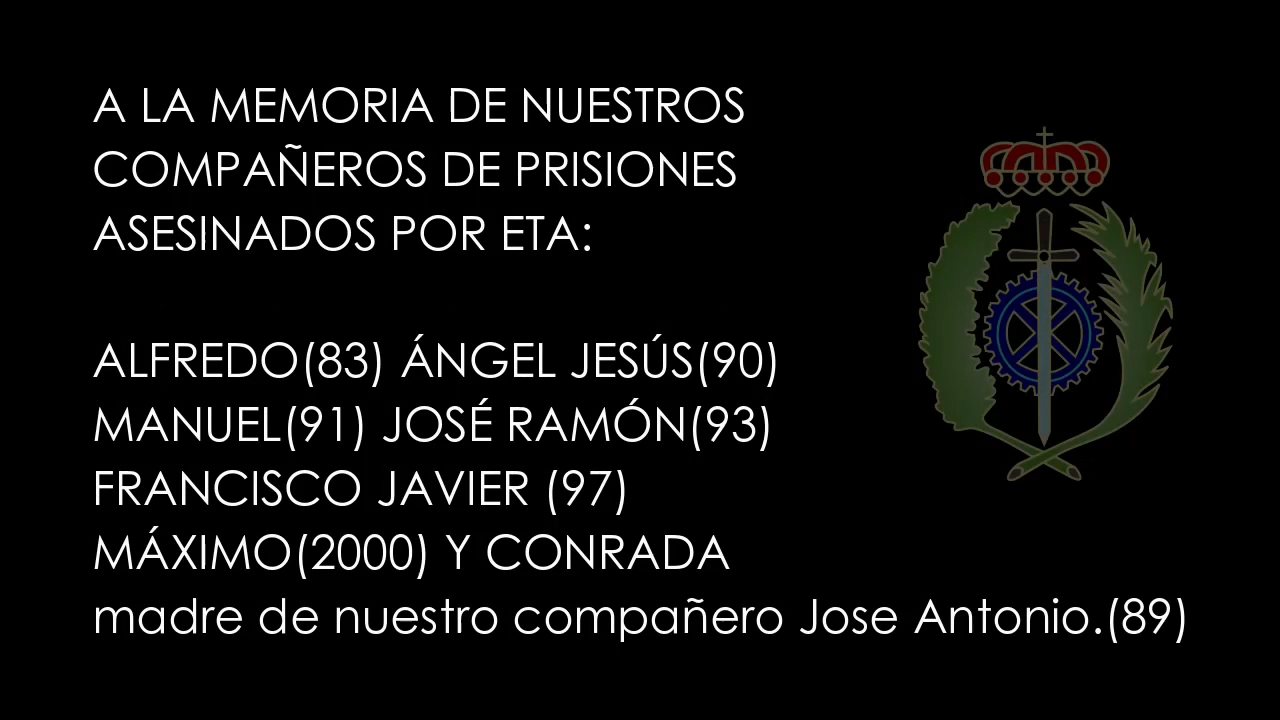 A LA MEMORIA DE NUESTROS
COMPAÑEROS DE PRISIONES
ASESINADOS POR ETA:
ALFREDO(83) ÁNGEL JESÚS(90)
MANUEL(91) JOSÉ RAMÓN(93)
FRANCISCO JAVIER (97)
MÁXIMO(2000) Y CONRADA
madre de nuestro compañero Jose Antonio.(89)